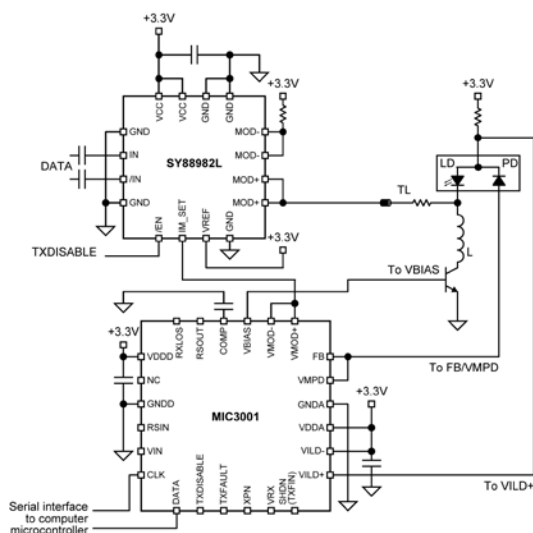 +3.3V
+3.3V
+3.3V
VCC
VCC
GND
GND
GND
IN
/IN
GND
DATA
SY88982L
MOD-
MOD-
MOD+
MOD+
/EN
IM_SET
VREF
GND
TXDISABLE
+3.3V
LD
PD
TL
L
To VBIAS
To FB/VMPD
To VILD+
+3.3V
RXLOS
RSOUT
COMP
VBIAS
VMOD-
VMOD+
VDDD
NC
GNDD
RSIN
VIN
CLK
MIC3001
FB
VMPD
GNDA
VDDA
VILD-
VILD+
+3.3V
DATA
TXDISABLE
TXFAULT
XPN
VRX
SHDN
(TXFIN)
Serial interface
to computer
microcontroller